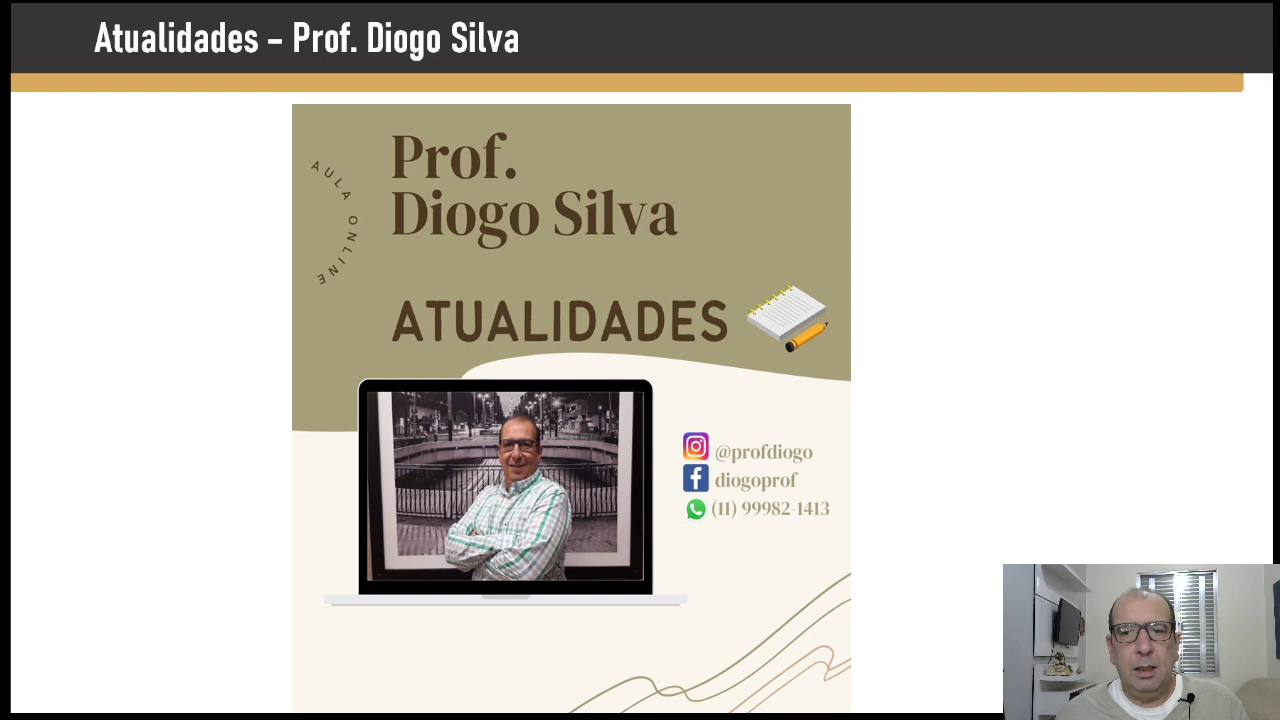 Atualidades – Prof. Diogo Silva
AULA ONLINE
Prof.
Diogo Silva
ATUALIDADES
@profdiogo
diogoprof
(11) 99982-1413